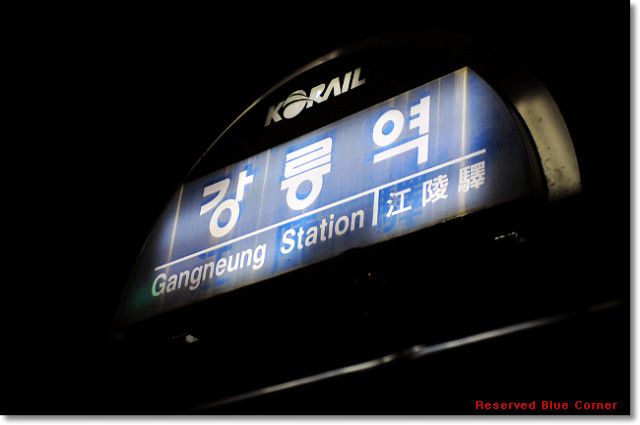 KORAIL
강릉역
Gangneung Station 江陵驛
Reserved Blue Corner